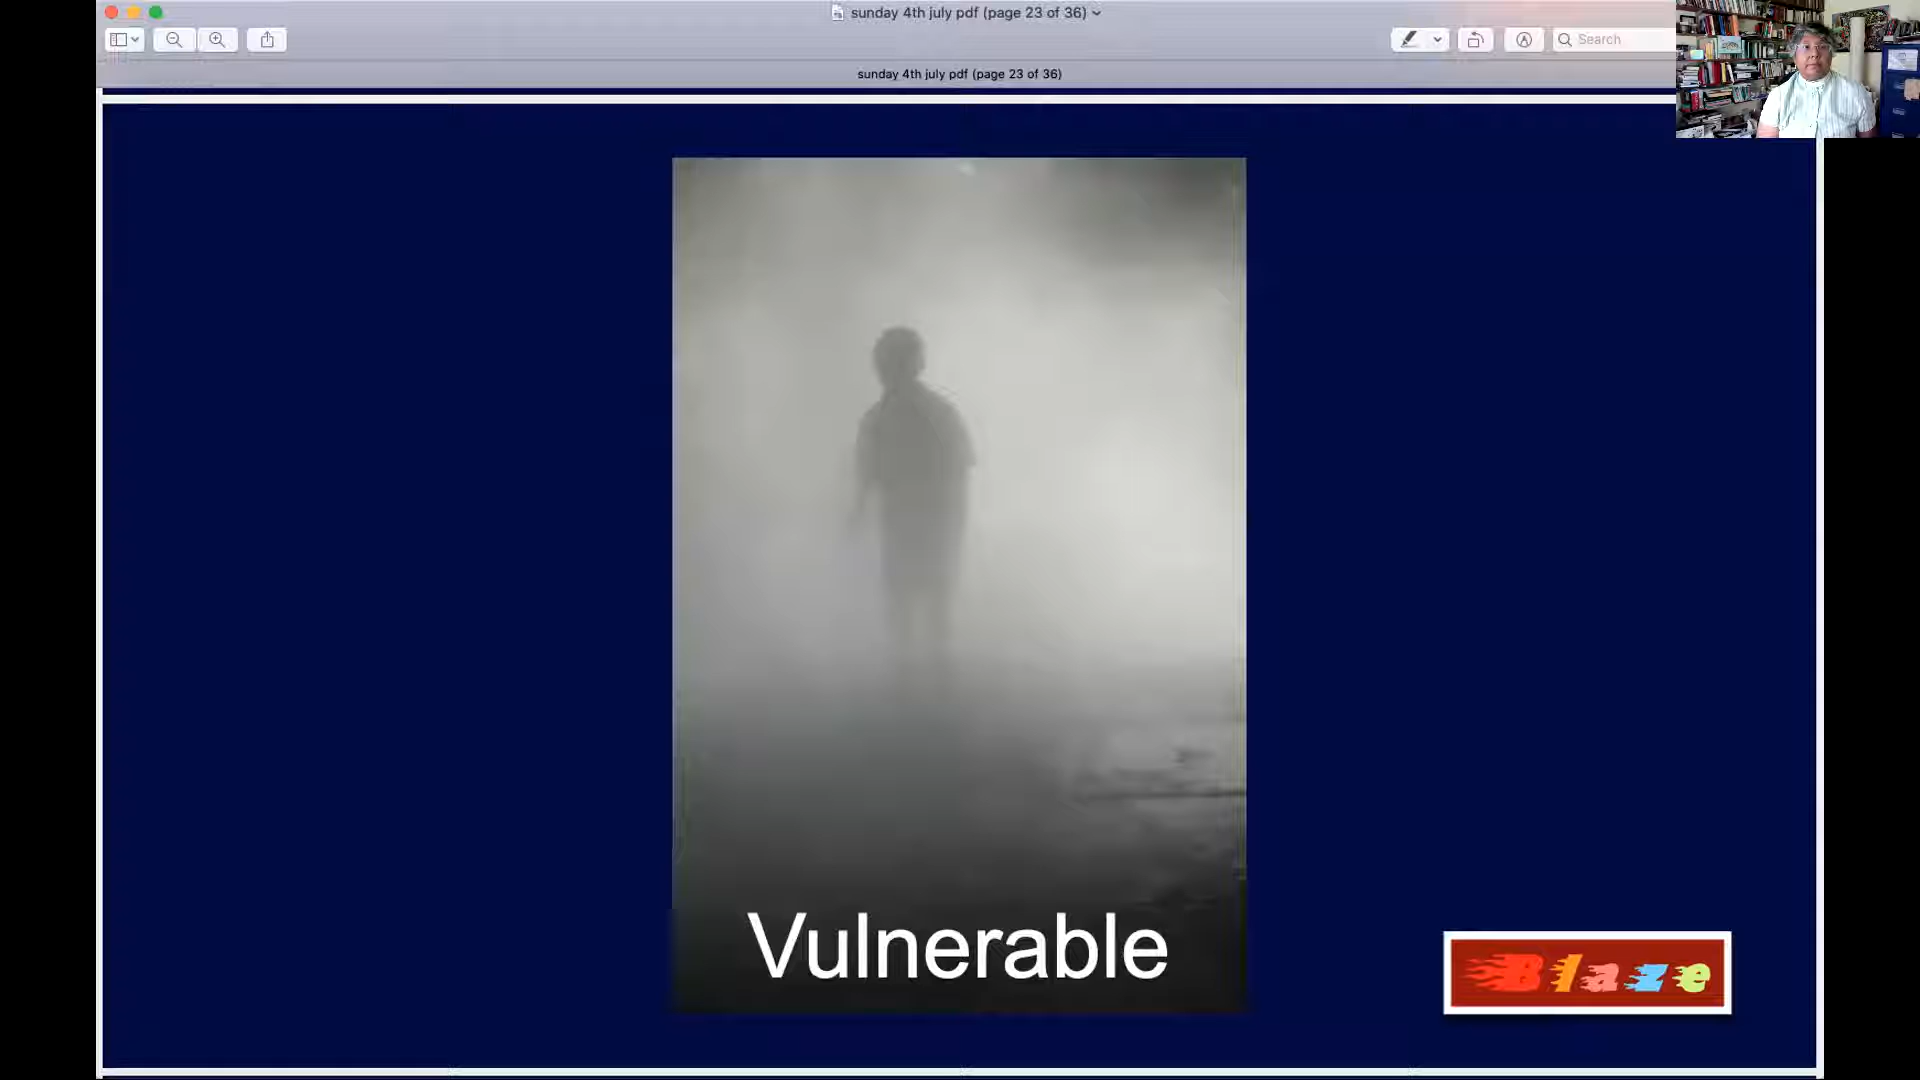 sunday 4th july pdf (page 23 of 36)
Search
sunday 4th july pdf (page 23 of 36)
Vulnerable
Blaze